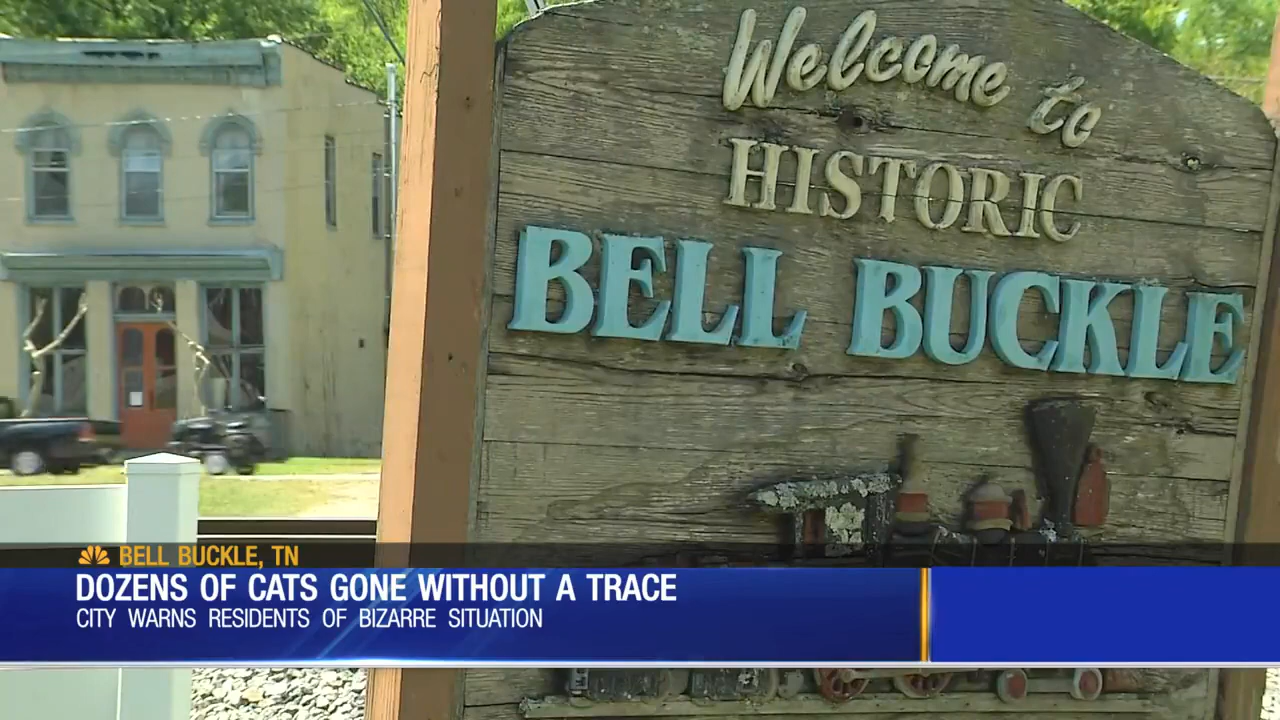 Welcome to
HISTORIC
BELL BUCKLE
BELL BUCKLE, TN
DOZENS OF CATS GONE WITHOUT A TRACE
CITY WARNS RESIDENTS OF BIZARRE SITUATION